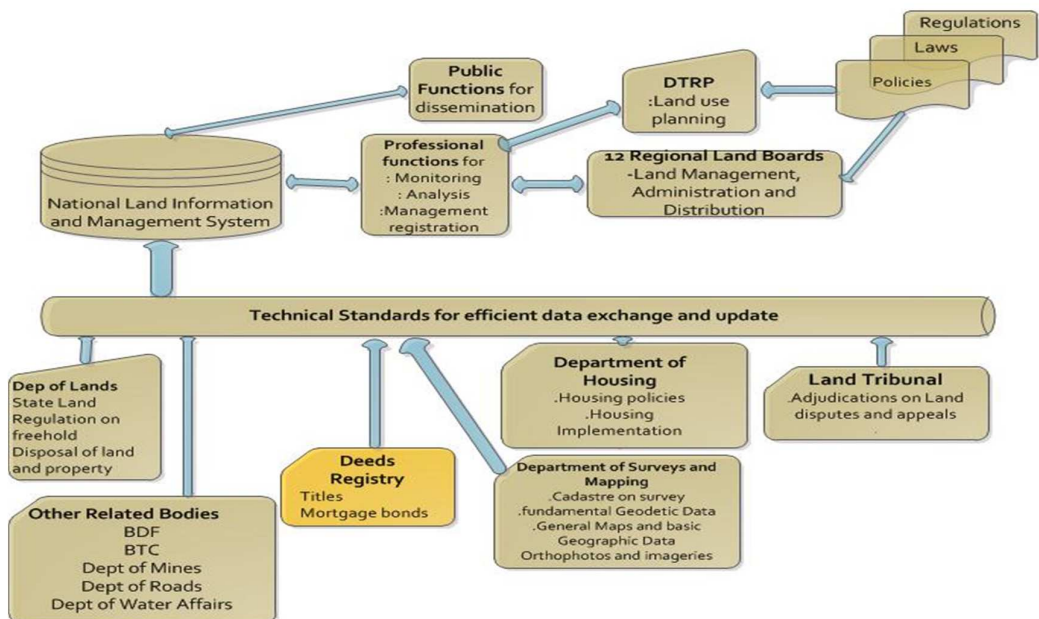 Regulations
Laws
Policies
Public
Functions for
dissemination
DTRP
:Land use
planning
Professional
functions for
: Monitoring
: Analysis
:Management
registration
12 Regional Land Boards
-Land Management,
Administration and
Distribution
National Land Information
and Management System
Technical Standards for efficient data exchange and update
Dep of Lands
State Land
Regulation on
freehold
Disposal of land
and property
Other Related Bodies
BDF
BTC
Dept of Mines
Dept of Roads
Dept of Water Affairs
Deeds
Registry
Titles
Mortgage bonds
Department of
Housing
.Housing policies
.Housing
Implementation
Department of Surveys and
Mapping
.Cadastre on survey
.fundamental Geodetic Data
.General Maps and basic
Geographic Data
Orthophotos and imageries
Land Tribunal
.Adjudications on Land
disputes and appeals
.